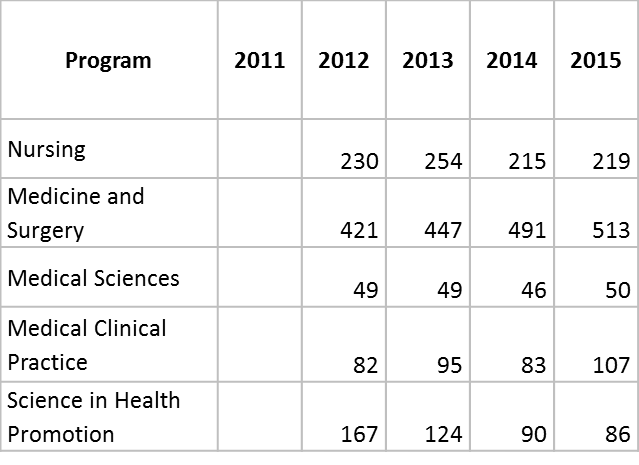 Program 2011 2012 2013 2014 2015
Nursing 230 254 215 219
Medicine and
Surgery 421 447 491 513
Medical Sciences 49 49 46 50
Medical Clinical
Practice 82 95 83 107
Science in Health
Promotion 167 124 90 86